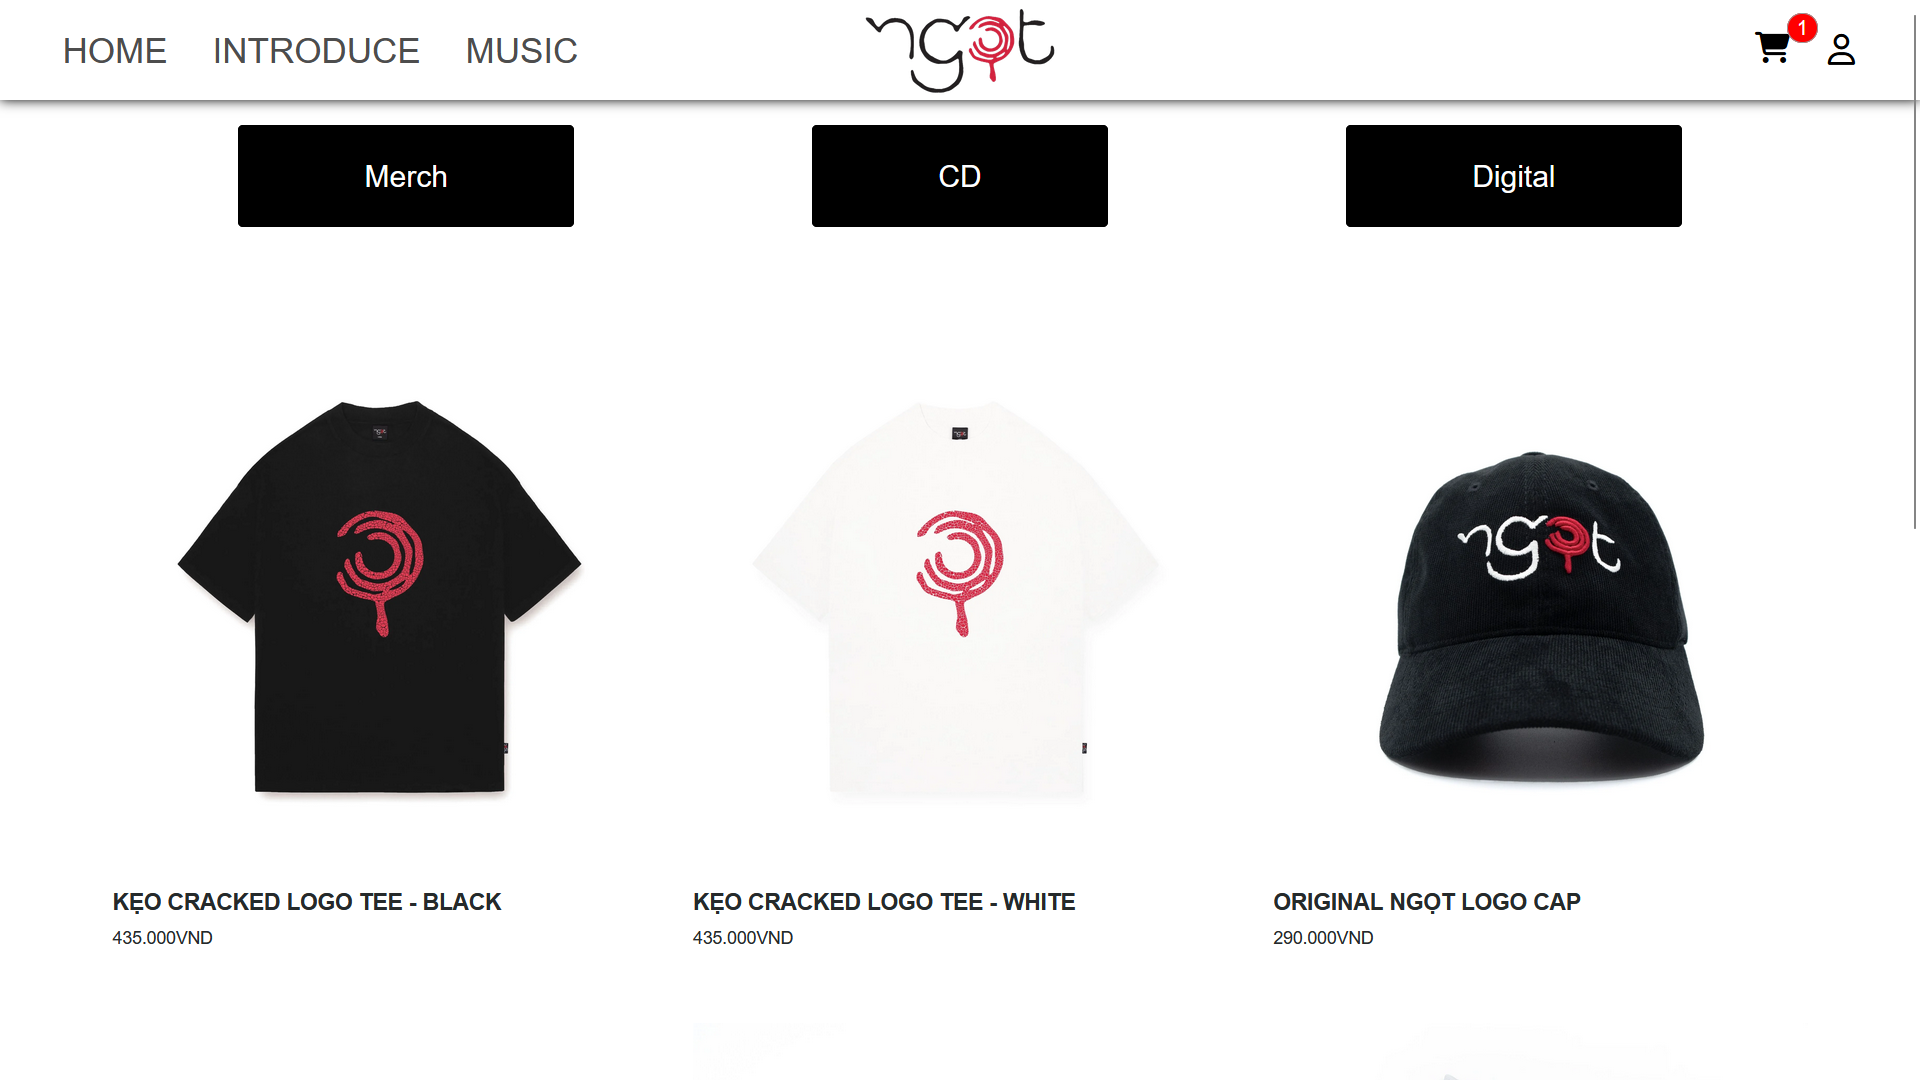 HOME INTRODUCE MUSIC
ngọt
1
Merch CD Digital
ngọt
KẸO CRACKED LOGO TEE - BLACK
435.000VND
KẸO CRACKED LOGO TEE - WHITE
435.000VND
ORIGINAL NGỌT LOGO CAP
290.000VND